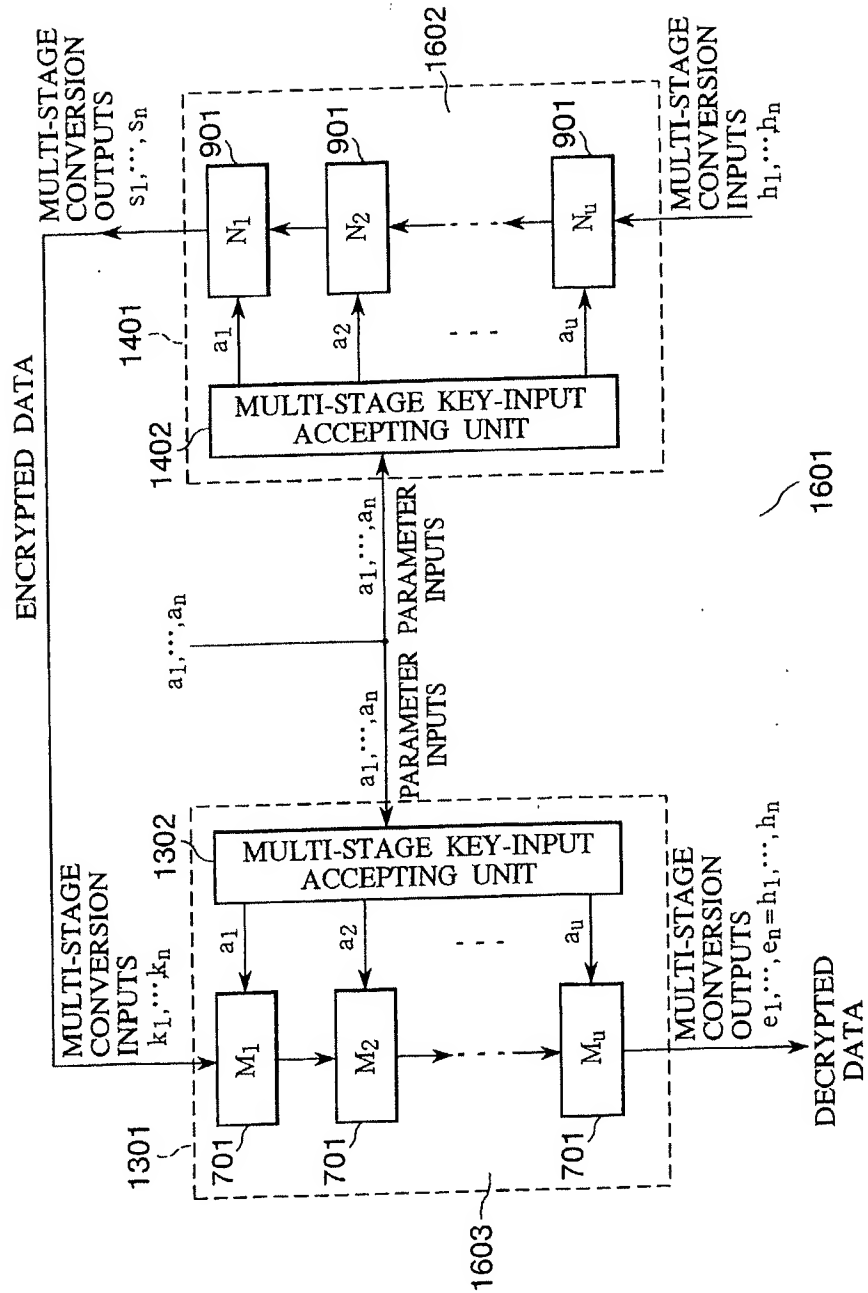 ENCRYPTED DATA
MULTI-STAGE
CONVERSION
INPUTS
k₁,⋯,kₙ
1301
701
M₁
a₁
701
M₂
a₂
- - -
- - -
701
Mᵤ
aᵤ
1302
MULTI-STAGE KEY-INPUT
ACCEPTING UNIT
1603
MULTI-STAGE
CONVERSION
OUTPUTS
e₁,⋯,eₙ=h₁,⋯,hₙ
DECRYPTED
DATA
a₁,⋯,aₙ
a₁,⋯,aₙ
PARAMETER
INPUTS
a₁,⋯,aₙ
PARAMETER
INPUTS
MULTI-STAGE
CONVERSION
OUTPUTS
s₁,⋯,sₙ
1401
1402
MULTI-STAGE KEY-INPUT
ACCEPTING UNIT
a₁
N₁
901
a₂
N₂
901
- - -
- - -
aᵤ
Nᵤ
901
1602
MULTI-STAGE
CONVERSION
INPUTS
h₁,⋯,hₙ
1601